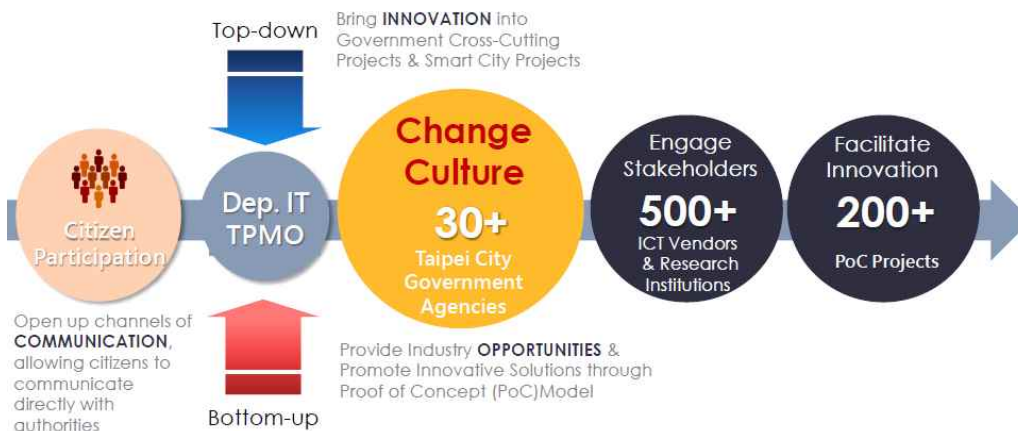 Top-down
Bring INNOVATION into
Government Cross-Cutting
Projects & Smart City Projects
Citizen
Participation
Dep. IT
TPMO
Change
Culture
30+
Taipei City
Government
Agencies
Engage
Stakeholders
500+
ICT Vendors
& Research
Institutions
Facilitate
Innovation
200+
PoC Projects
Open up channels of
COMMUNICATION,
allowing citizens to
communicate
directly with
authorities
Bottom-up
Provide Industry OPPORTUNITIES &
Promote Innovative Solutions through
Proof of Concept (PoC)Model